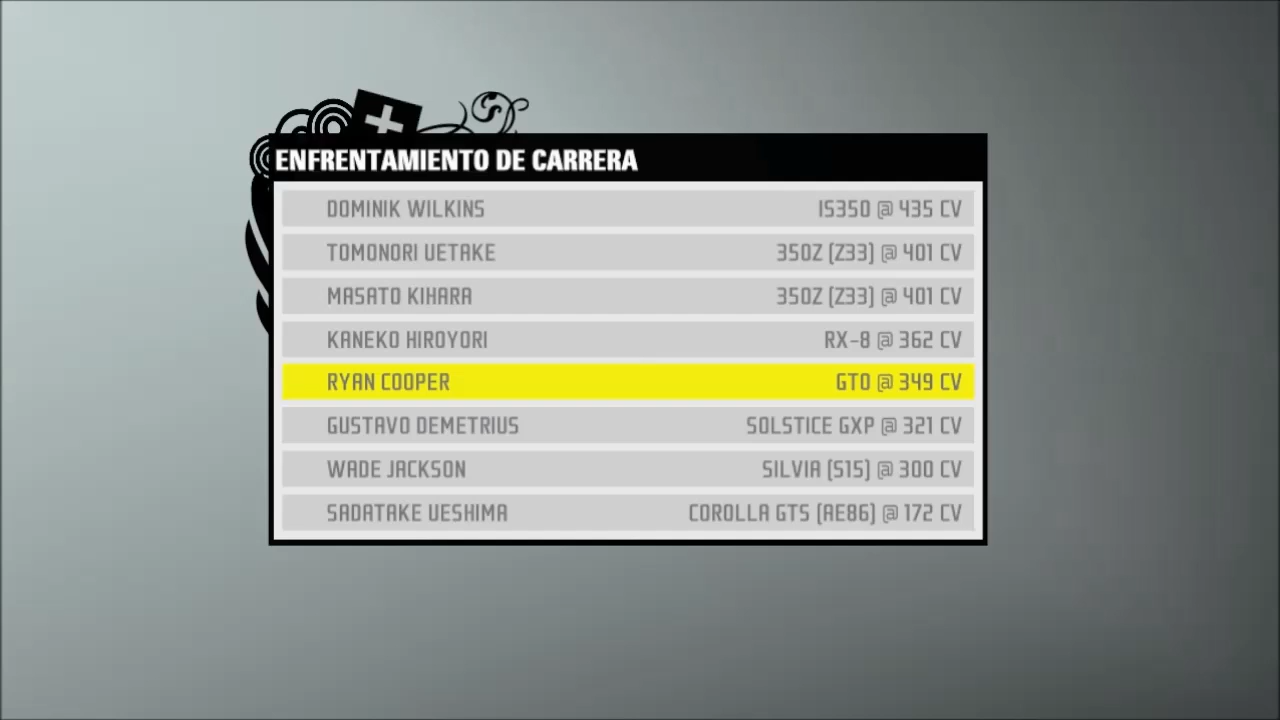 ENFRENTAMIENTO DE CARRERA
DOMINIK WILKINS IS350 @ 435 CV
TOMONORI UETAKE 350Z (Z33) @ 401 CV
MASATO KIHARA 350Z (Z33) @ 401 CV
KANEKO HIROYORI RX-8 @ 362 CV
RYAN COOPER GTO @ 349 CV
GUSTAVO DEMETRIUS SOLSTICE GXP @ 321 CV
WADE JACKSON SILVIA (S15) @ 300 CV
SADATAKE UESHIMA COROLLA GTS (AE86) @ 172 CV